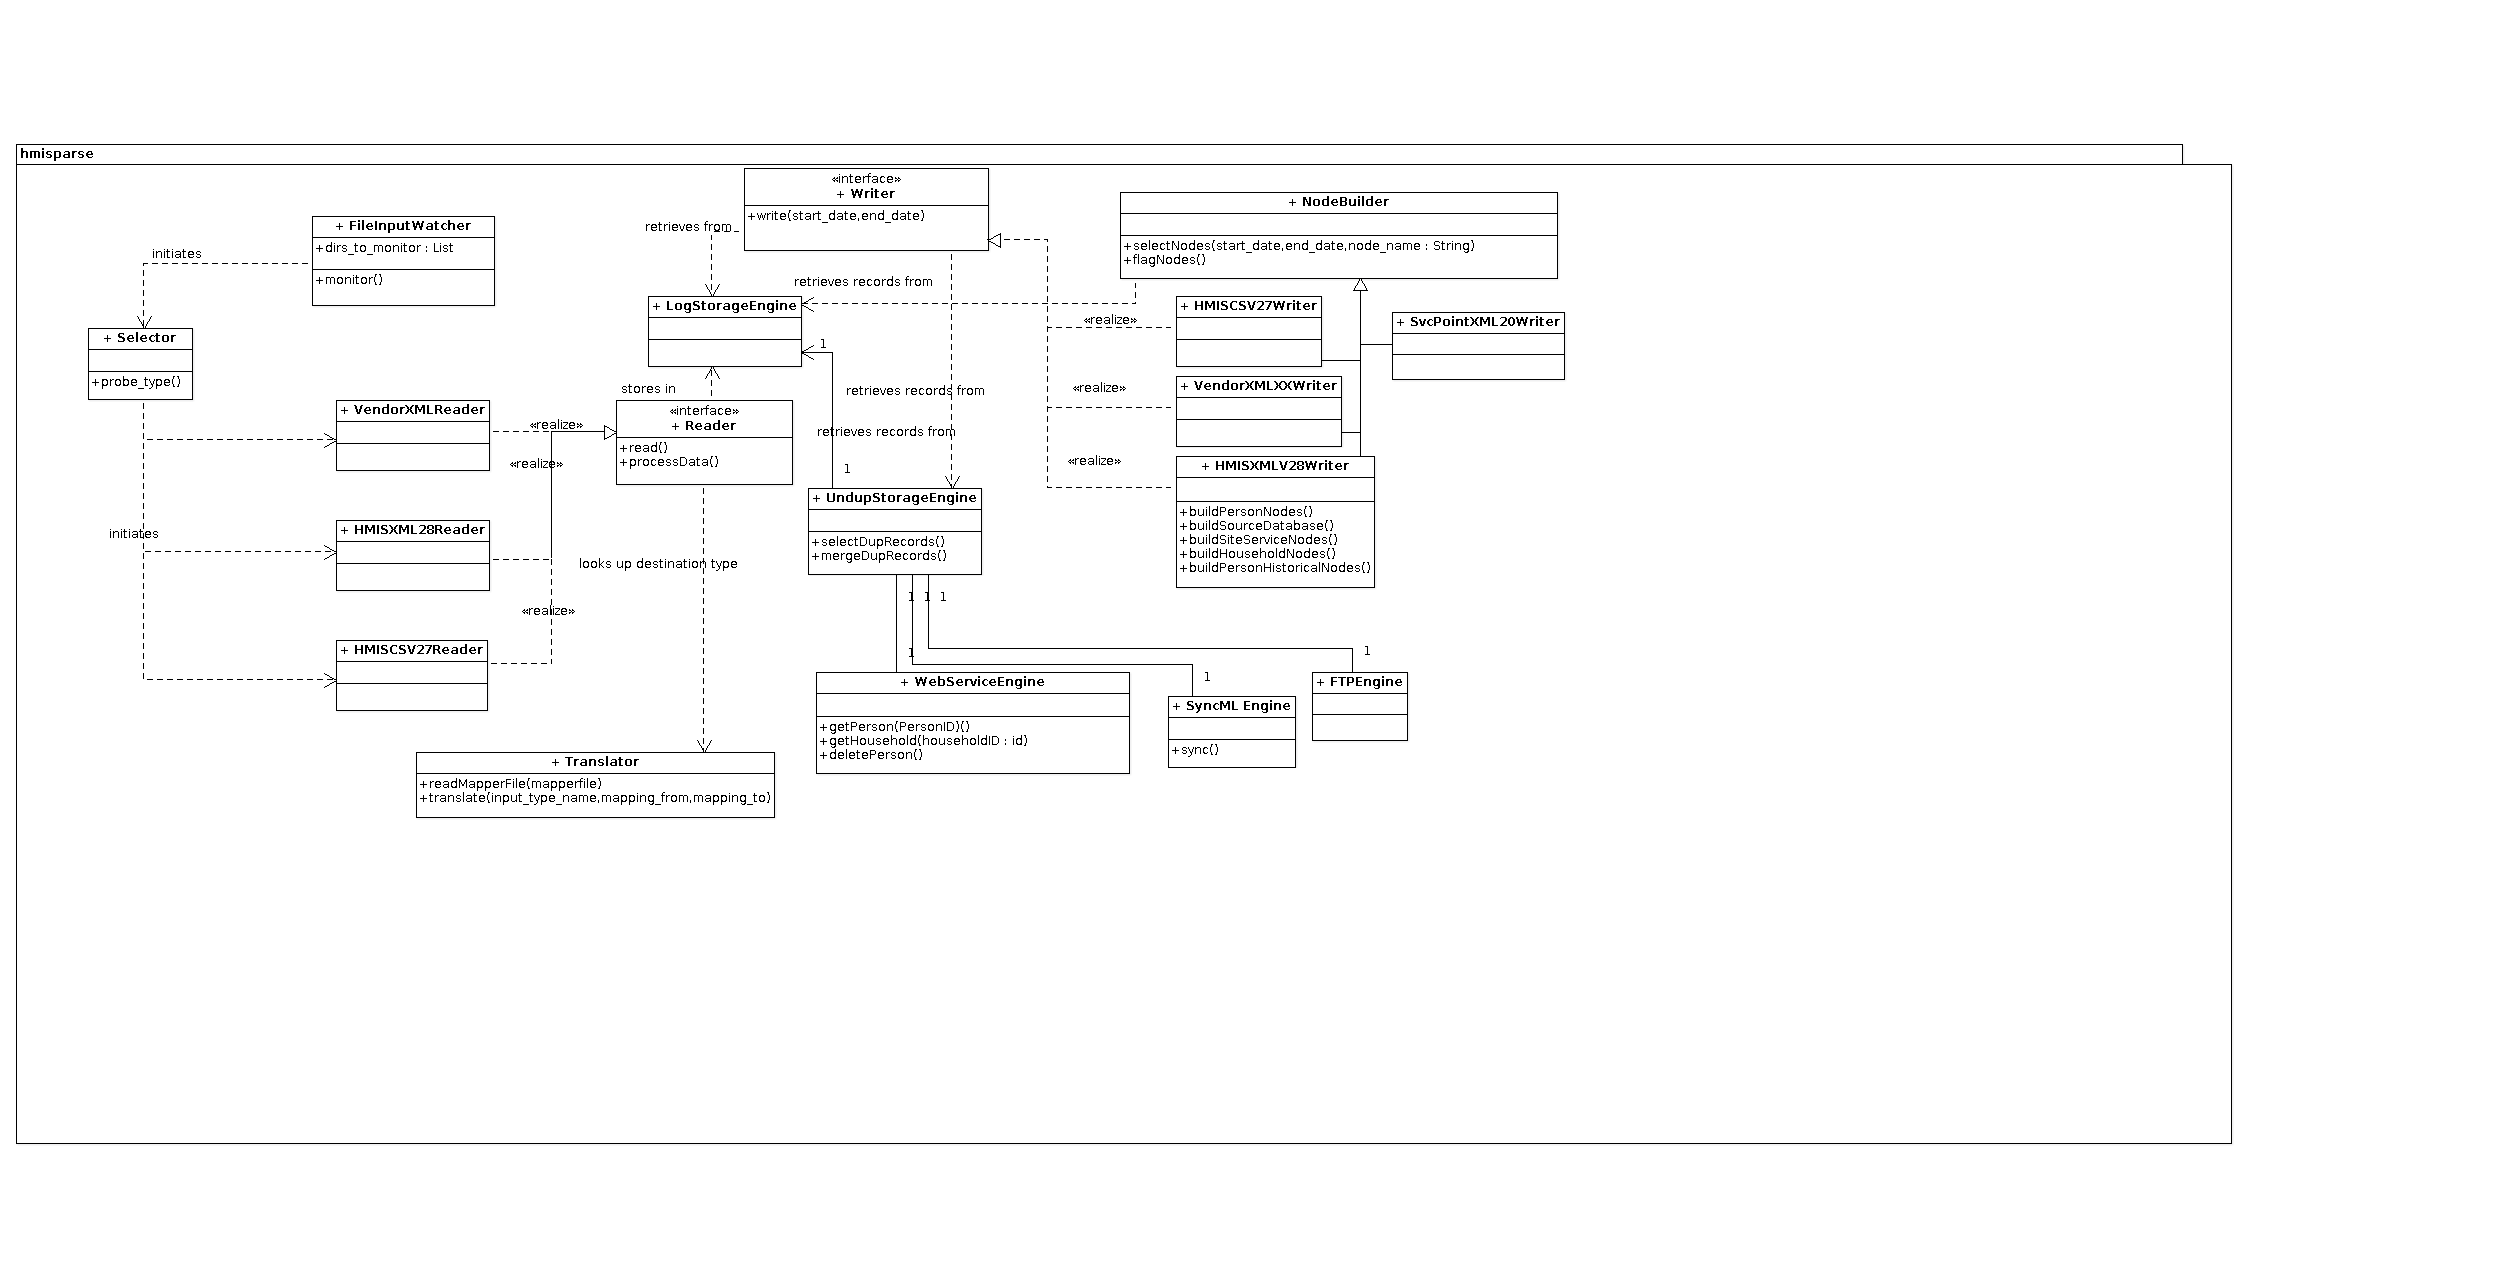 hmisparse
«interface»
+ Writer
+write(start_date,end_date)
+ NodeBuilder
+selectNodes(start_date,end_date,node_name : String)
+flagNodes()
+ FileInputWatcher
+dirs_to_monitor : List
+monitor()
initiates
retrieves from
retrieves records from
+ LogStorageEngine
+ HMISCSV27Writer
«realize»
+ SvcPointXML20Writer
+ Selector
+probe_type()
1
stores in
retrieves records from
«realize»
+ VendorXMLXXWriter
+ VendorXMLReader
«realize»
«interface»
+ Reader
+read()
+processData()
retrieves records from
«realize»
«realize»
1
+ HMISXMLV28Writer
+buildPersonNodes()
+buildSourceDatabase()
+buildSiteServiceNodes()
+buildHouseholdNodes()
+buildPersonHistoricalNodes()
+ UndupStorageEngine
+selectDupRecords()
+mergeDupRecords()
initiates
+ HMISXML28Reader
looks up destination type
«realize»
1 1 1
+ HMISCSV27Reader
1
1
1
+ WebServiceEngine
+getPerson(PersonID)()
+getHousehold(householdID : id)
+deletePerson()
+ SyncML Engine
+sync()
+ FTPEngine
+ Translator
+readMapperFile(mapperfile)
+translate(input_type_name,mapping_from,mapping_to)